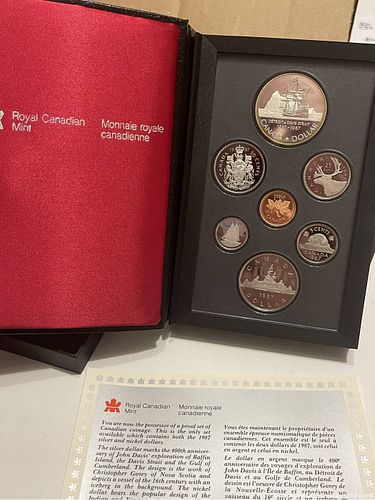 Royal Canadian
Mint
Monnaie royale
canadienne
DETROIT·DAVIS STRAIT
1587-1987
CANADA DOLLAR
50 CENTS
CANADA
25
CENTS
CANADA
5 CENTS
CANADA
CANADA
1987
DOLLAR
Royal Canadian
Mint
Monnaie royale
canadienne
You are now the possessor of a proof set of
Canadian coinage. This is the only set
available which contains both the 1987
silver and nickel dollars.
The silver dollar marks the 400th anniver-
sary of John Davis' exploration of Baffin
Island, the Davis Strait and the Gulf of
Cumberland. The design is the work of
Christopher Gorey of Nova Scotia and
depicts a vessel of the 16th century with an
iceberg in the background. The nickel
dollar bears the popular design of the
Vous êtes maintenant le propriétaire d'un
ensemble épreuve numismatique de pièces
canadiennes. Cet ensemble est le seul à
contenir les deux dollars de 1987, celui
en argent et celui en nickel.
Le dollar en argent marque le 400e
anniversaire des voyages d'exploration de
John Davis à l'île de Baffin, au Détroit de
Davis et au Golfe de Cumberland. Le
dessin est l'oeuvre de Christopher Gorey de
la Nouvelle-Écosse et représente un
vaisseau du 16e siècle et un